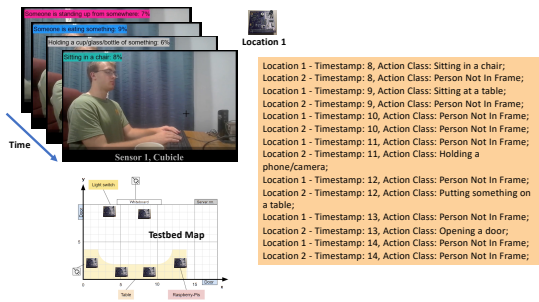 Someone is standing up from somewhere: 7%
Someone is eating something: 9%
Holding a cup/glass/bottle of something: 6%
Sitting in a chair: 8%
Sensor 1, Cubicle
Time
Location 1
Location 1 - Timestamp: 8, Action Class: Sitting in a chair;
Location 2 - Timestamp: 8, Action Class: Person Not In Frame;
Location 1 - Timestamp: 9, Action Class: Sitting at a table;
Location 2 - Timestamp: 9, Action Class: Person Not In Frame;
Location 1 - Timestamp: 10, Action Class: Person Not In Frame;
Location 2 - Timestamp: 10, Action Class: Person Not In Frame;
Location 1 - Timestamp: 11, Action Class: Person Not In Frame;
Location 2 - Timestamp: 11, Action Class: Holding a
phone/camera;
Location 1 - Timestamp: 12, Action Class: Person Not In Frame;
Location 2 - Timestamp: 12, Action Class: Putting something on
a table;
Location 1 - Timestamp: 13, Action Class: Person Not In Frame;
Location 2 - Timestamp: 13, Action Class: Opening a door;
Location 1 - Timestamp: 14, Action Class: Person Not In Frame;
Location 2 - Timestamp: 14, Action Class: Person Not In Frame;
y
Light switch
Whiteboard
Door
Testbed Map
5
0
5
10
15
x
Door
Table
Raspberry-Pis